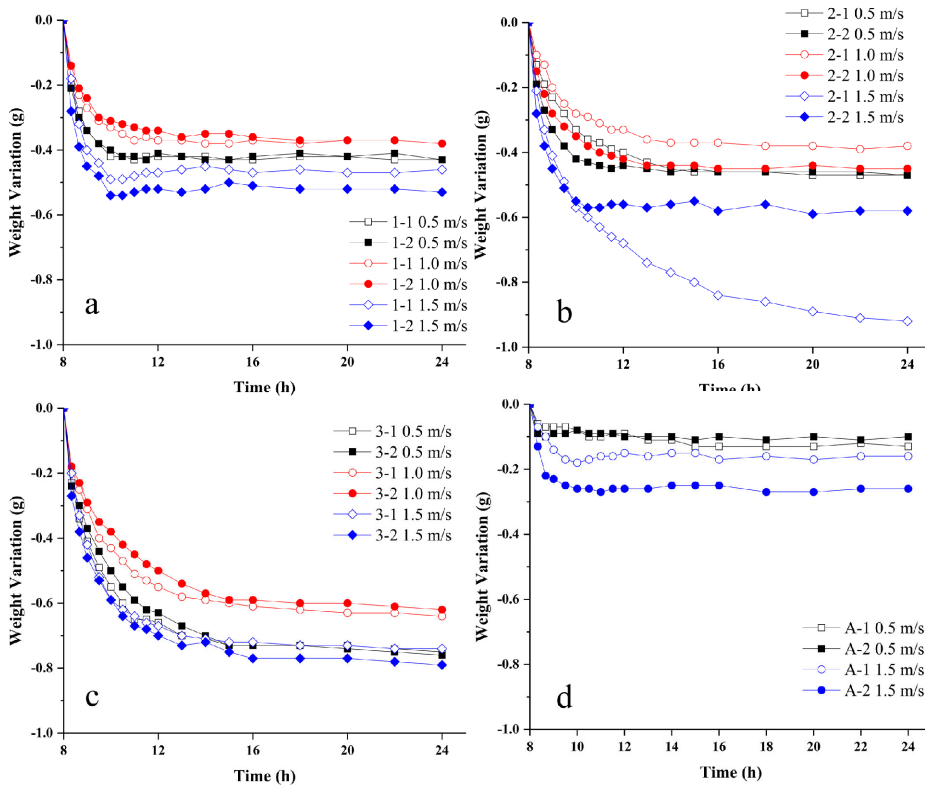 0.0
-0.2
-0.4
-0.6
-0.8
-1.0
Weight Variation (g)
8 12 16 20 24
Time (h)
1-1 0.5 m/s
1-2 0.5 m/s
1-1 1.0 m/s
1-2 1.0 m/s
1-1 1.5 m/s
1-2 1.5 m/s
a
0.0
-0.2
-0.4
-0.6
-0.8
-1.0
Weight Variation (g)
8 12 16 20 24
Time (h)
2-1 0.5 m/s
2-2 0.5 m/s
2-1 1.0 m/s
2-2 1.0 m/s
2-1 1.5 m/s
2-2 1.5 m/s
b
0.0
-0.2
-0.4
-0.6
-0.8
-1.0
Weight Variation (g)
8 12 16 20 24
Time (h)
3-1 0.5 m/s
3-2 0.5 m/s
3-1 1.0 m/s
3-2 1.0 m/s
3-1 1.5 m/s
3-2 1.5 m/s
c
0.0
-0.2
-0.4
-0.6
-0.8
-1.0
Weight Variation (g)
8 10 12 14 16 18 20 22 24
Time (h)
A-1 0.5 m/s
A-2 0.5 m/s
A-1 1.5 m/s
A-2 1.5 m/s
d